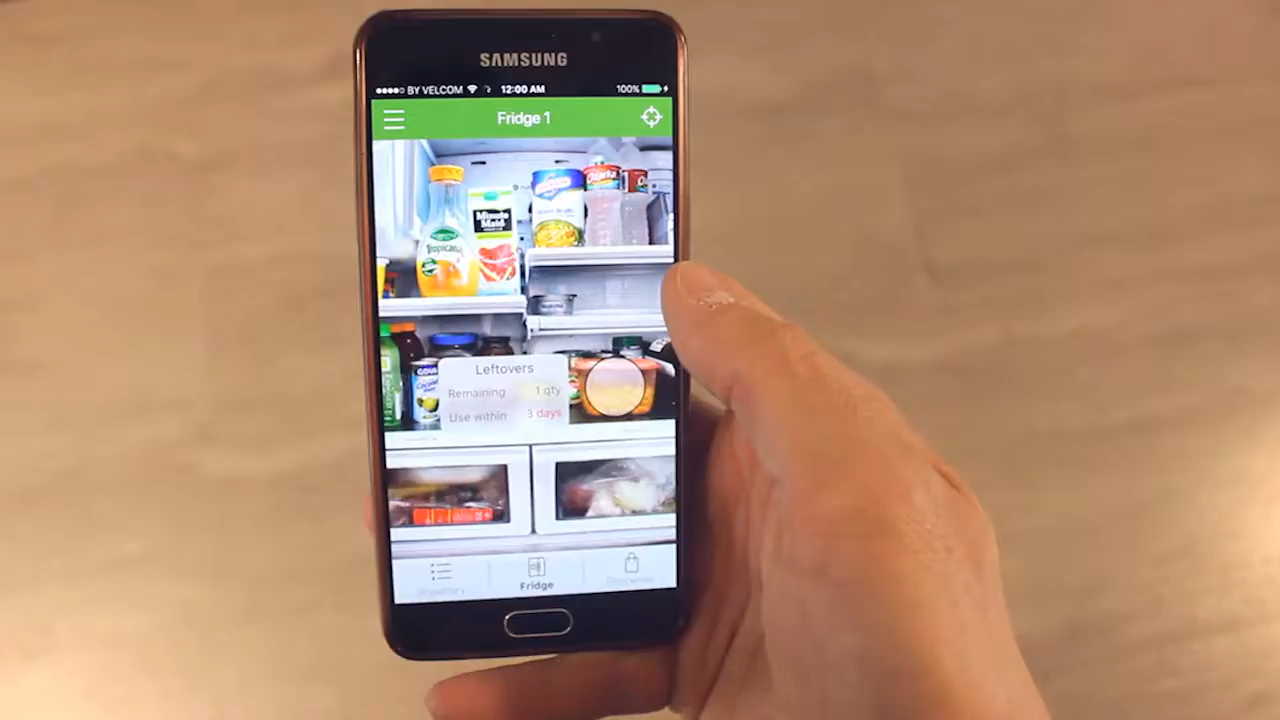 SAMSUNG
BY VELCOM 12:00 AM 100%
Fridge 1
Minute
Maid
Tropicana
Leftovers
Remaining 1 qty
Use within 3 days
Fridge